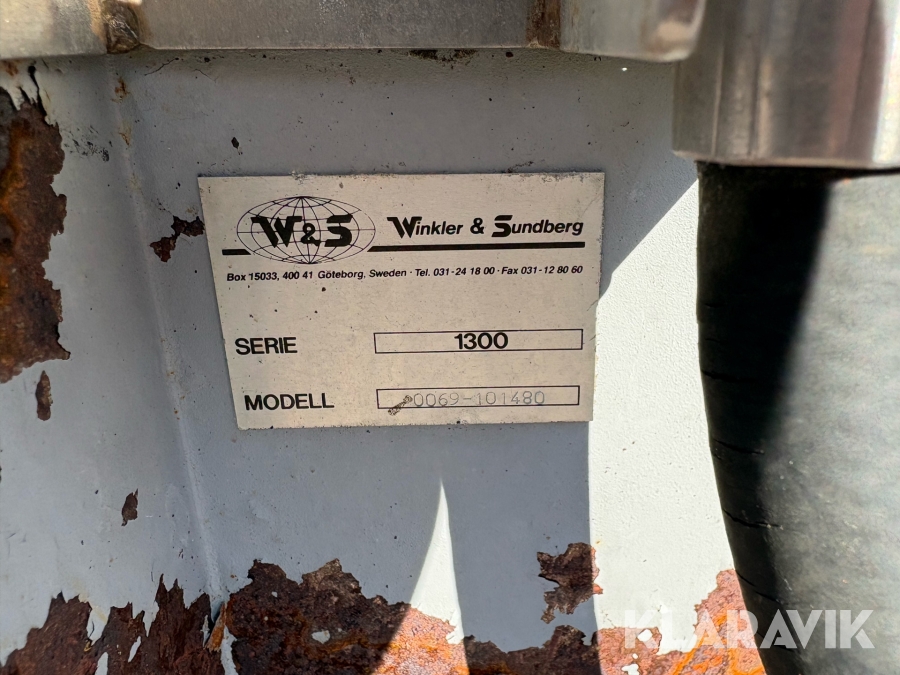 W&S Winkler & Sundberg
Box 15033, 400 41 Göteborg, Sweden · Tel. 031-24 18 00 · Fax 031-12 80 60
SERIE 1300
MODELL 0069-101480
KLARAVIK